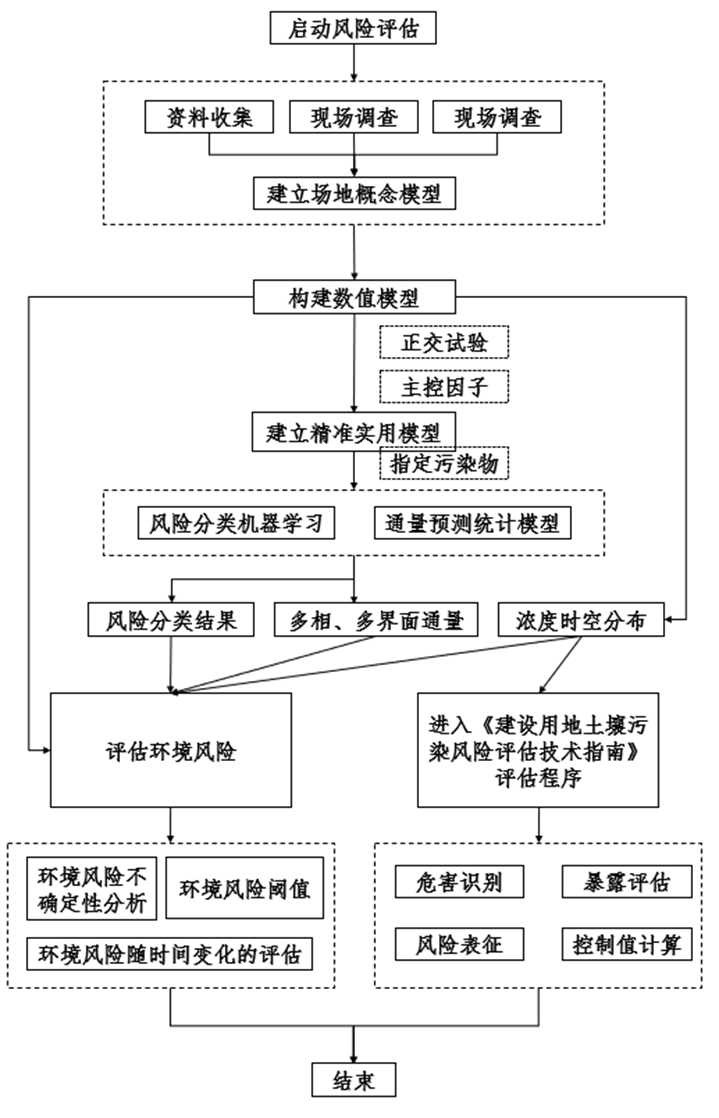 启动风险评估
资料收集
现场调查
现场调查
建立场地概念模型
构建数值模型
正交试验
主控因子
建立精准实用模型
指定污染物
风险分类机器学习
通量预测统计模型
风险分类结果
多相、多界面通量
浓度时空分布
评估环境风险
进入《建设用地土壤污
染风险评估技术指南》
评估程序
环境风险不
确定性分析
环境风险阈值
环境风险随时间变化的评估
危害识别
暴露评估
风险表征
控制值计算
结束